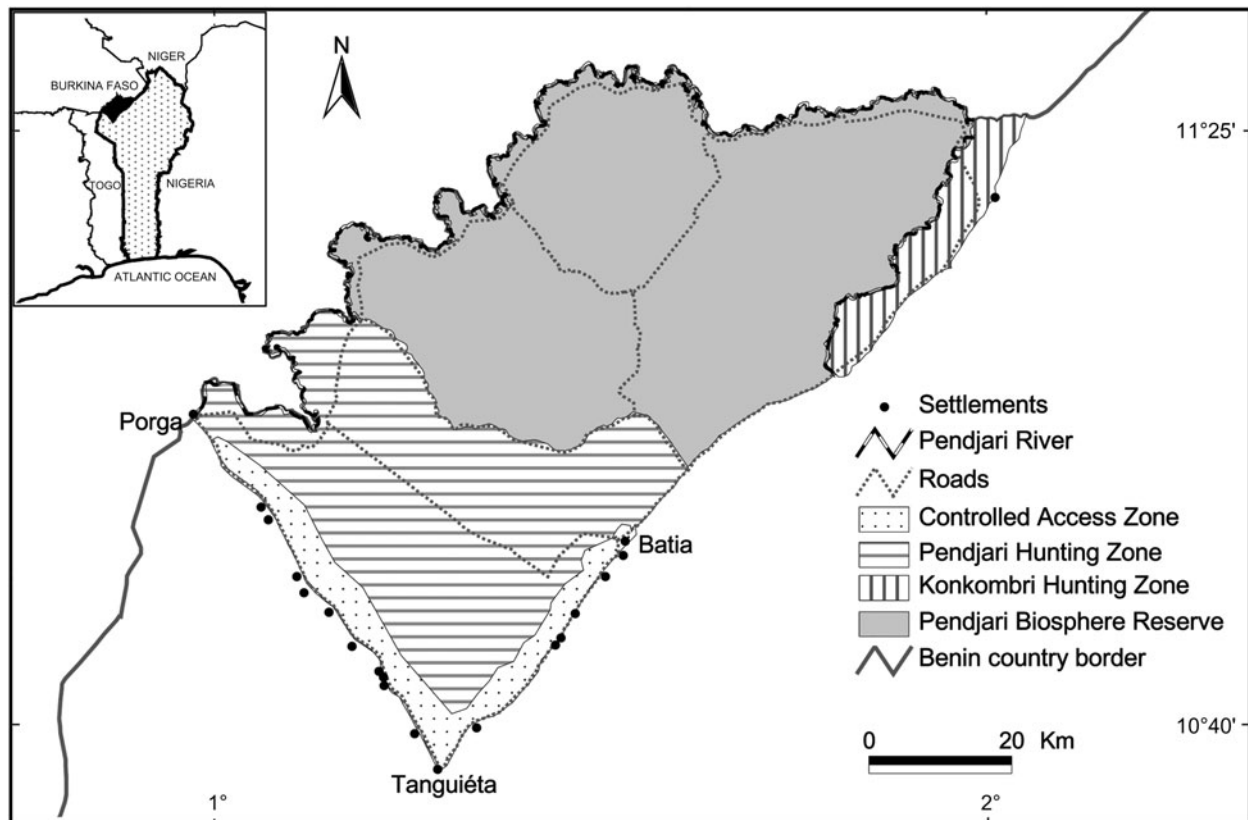 NIGER
BURKINA FASO
TOGO
NIGERIA
ATLANTIC OCEAN
N
11°25'
Porga
Batia
Tanguiéta
Settlements
Pendjari River
Roads
Controlled Access Zone
Pendjari Hunting Zone
Konkombri Hunting Zone
Pendjari Biosphere Reserve
Benin country border
10°40'
0 20 Km
1° 2°